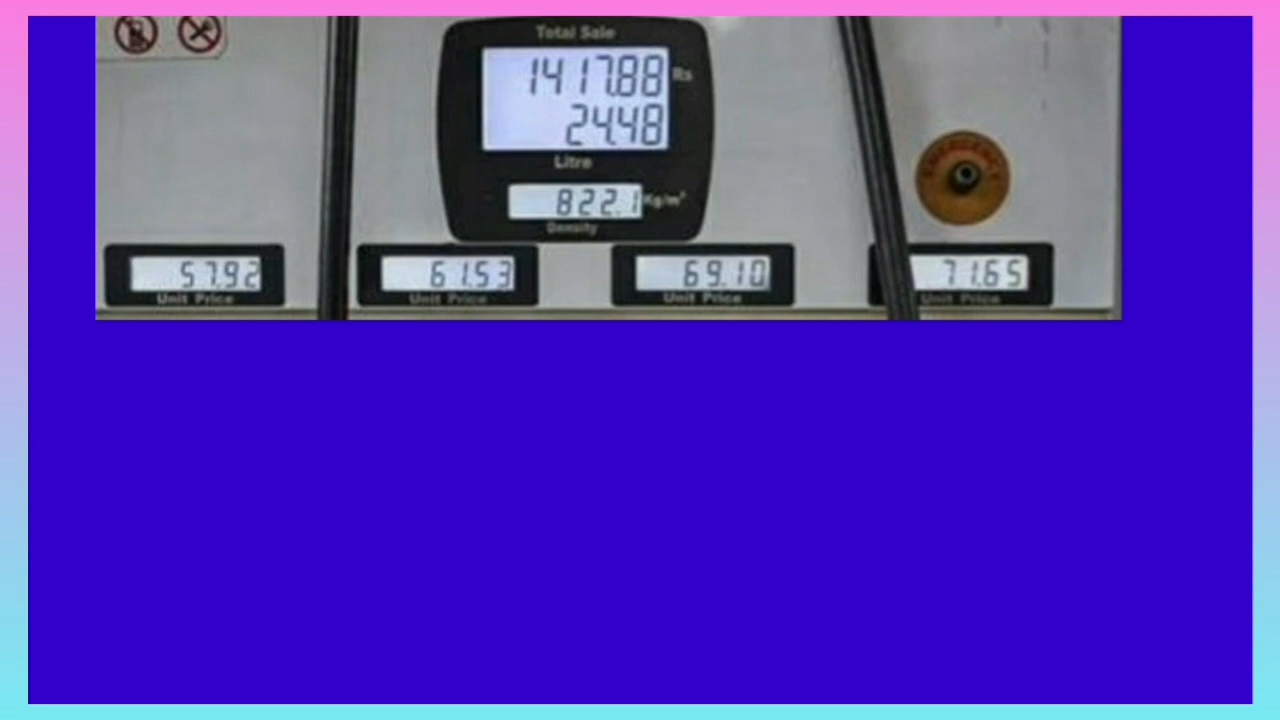 Total Sale
1417.88 Rs
24.48
Litre
822.1 Kg/m³
Density
57.92 61.53 69.10 71.65
Unit Price Unit Price Unit Price Unit Price
EMERGENCY